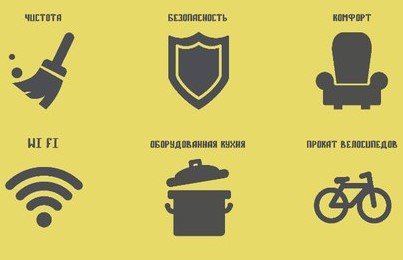 ЧИСТОТА
БЕЗОПАСНОСТЬ
КОМФОРТ
WI FI
ОБОРУДОВАННАЯ КУХНЯ
ПРОКАТ ВЕЛОСИПЕДОВ